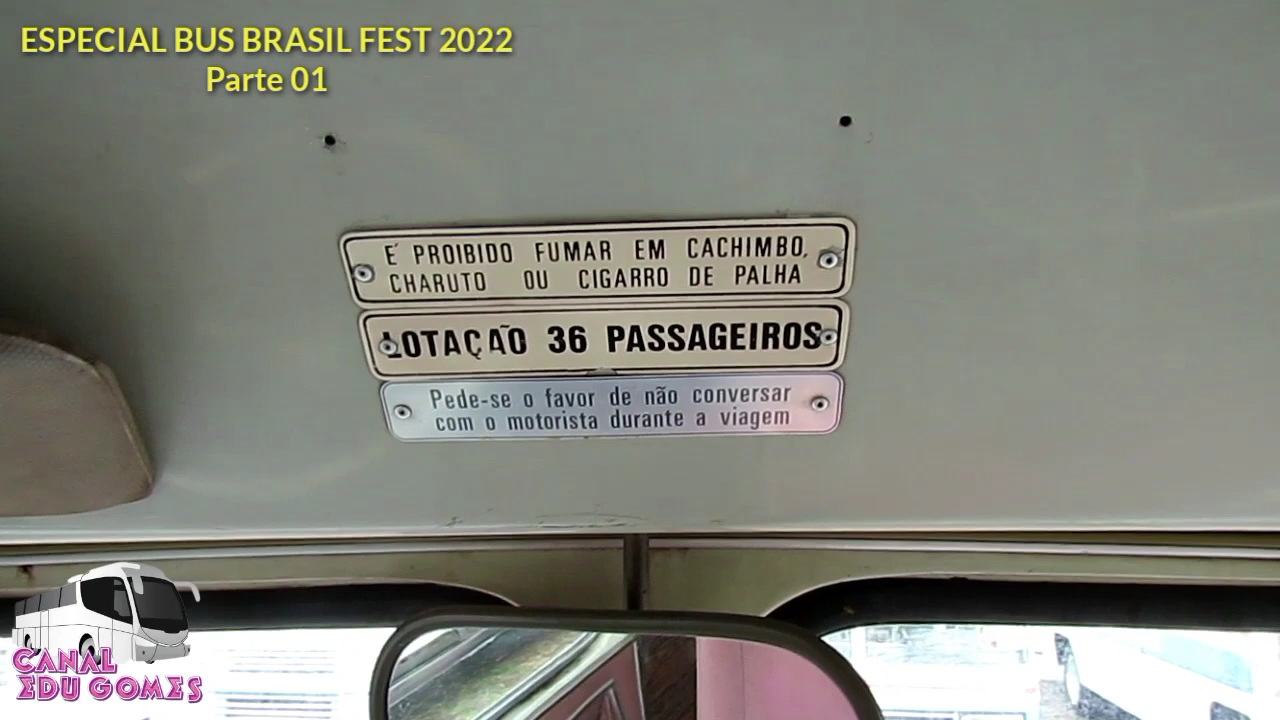 ESPECIAL BUS BRASIL FEST 2022
Parte 01
É PROIBIDO FUMAR EM CACHIMBO,
CHARUTO OU CIGARRO DE PALHA
LOTAÇÃO 36 PASSAGEIROS
Pede-se o favor de não conversar
com o motorista durante a viagem
CANAL
EDU GOMES